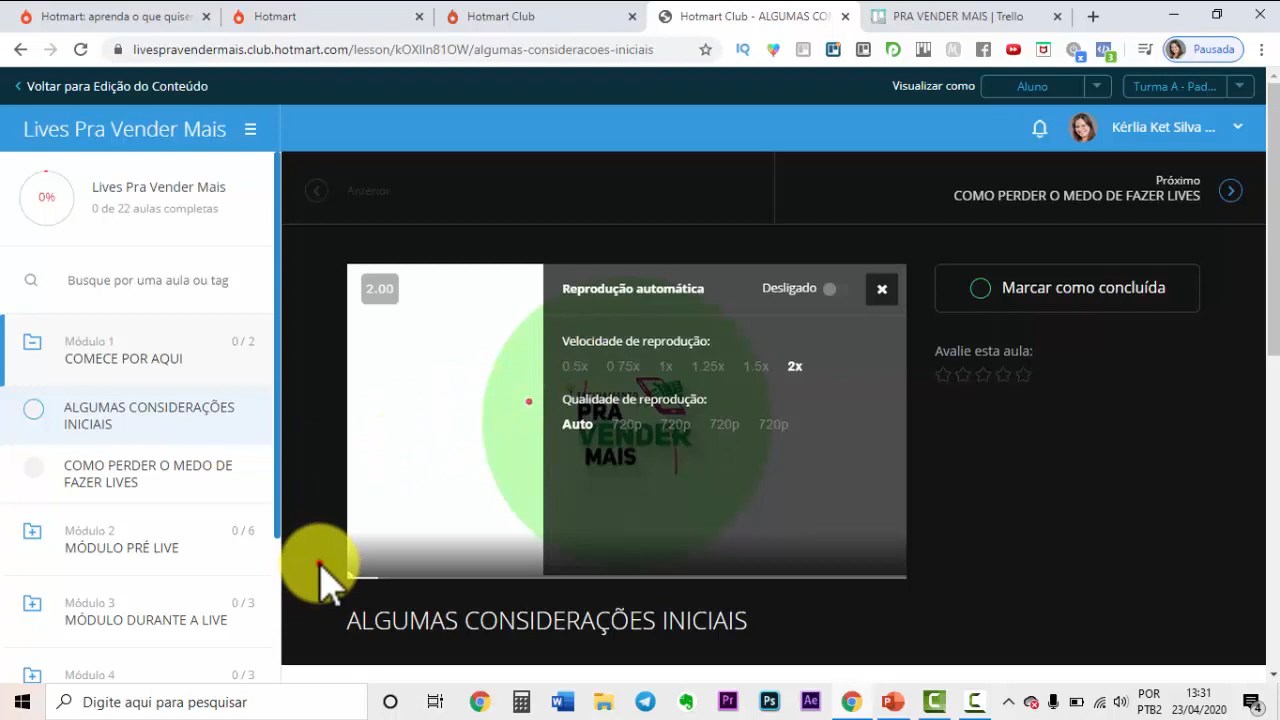 Hotmart: aprenda o que quise
Hotmart
Hotmart Club
Hotmart Club - ALGUMAS CO
PRA VENDER MAIS | Trello
livespravendermais.club.hotmart.com/lesson/kOXlIn81OW/algumas-consideracoes-iniciais
IQ
3
Pausada
Voltar para Edição do Conteúdo
Visualizar como
Aluno
Turma A - Pad...
Lives Pra Vender Mais
Kérlia Ket Silva ...
0%
Lives Pra Vender Mais
0 de 22 aulas completas
Anterior
Próximo
COMO PERDER O MEDO DE FAZER LIVES
Busque por uma aula ou tag
Módulo 1
0 / 2
COMECE POR AQUI
ALGUMAS CONSIDERAÇÕES
INICIAIS
COMO PERDER O MEDO DE
FAZER LIVES
Módulo 2
0 / 6
MÓDULO PRÉ LIVE
Módulo 3
0 / 3
MÓDULO DURANTE A LIVE
Módulo 4
0 / 3
2.00
Reprodução automática
Desligado
Velocidade de reprodução:
0.5x 0.75x 1x 1.25x 1.5x 2x
Qualidade de reprodução:
Auto 720p 720p 720p 720p
PRA
VENDER
MAIS
Marcar como concluída
Avalie esta aula:
ALGUMAS CONSIDERAÇÕES INICIAIS
Digite aqui para pesquisar
Pr
Ps
Ae
POR
PTB2
13:31
23/04/2020
4